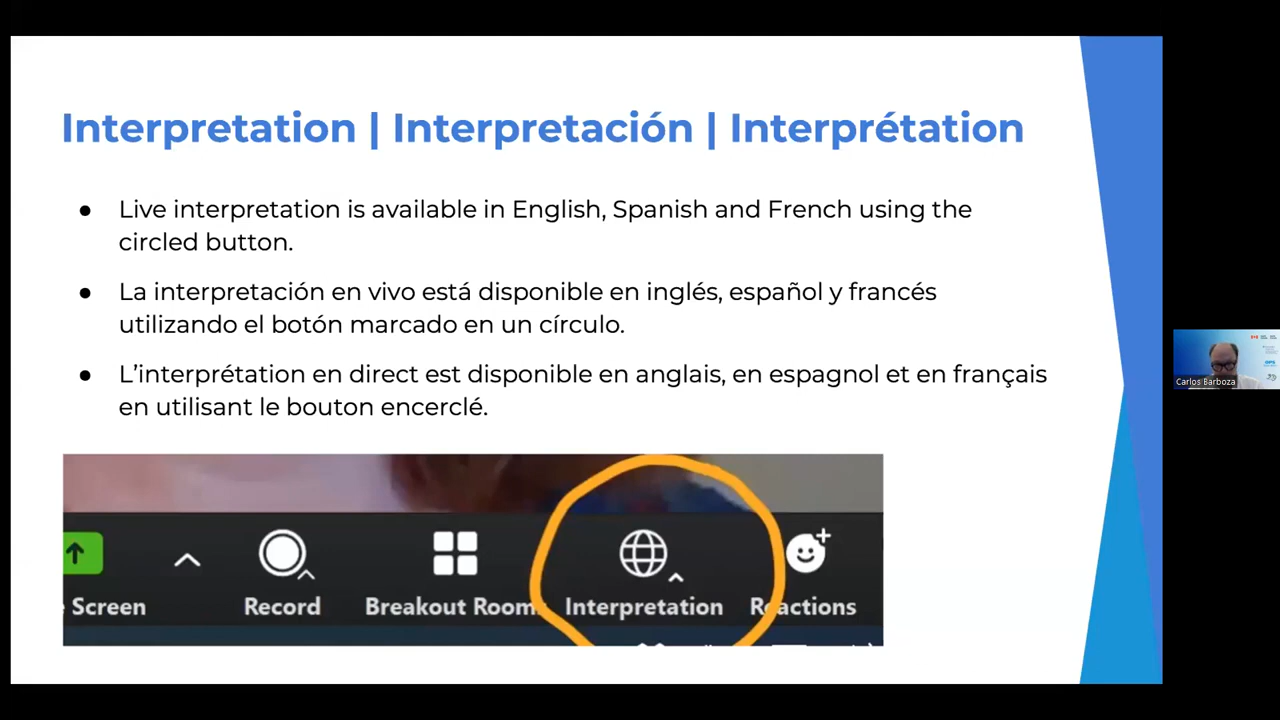 Interpretation | Interpretación | Interprétation
● Live interpretation is available in English, Spanish and French using the
circled button.
● La interpretación en vivo está disponible en inglés, español y francés
utilizando el botón marcado en un círculo.
● L’interprétation en direct est disponible en anglais, en espagnol et en français
en utilisant le bouton encerclé.
Screen Record Breakout Room Interpretation Reactions
Carlos Barboza